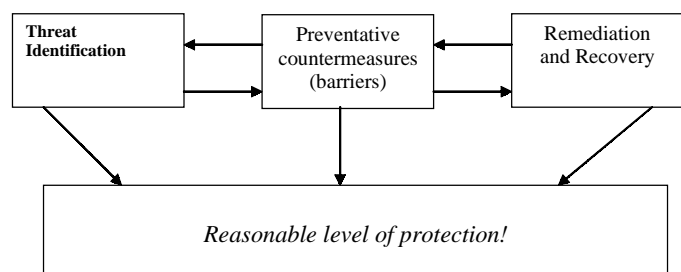 Threat
Identification
Preventative
countermeasures
(barriers)
Remediation
and Recovery
Reasonable level of protection!